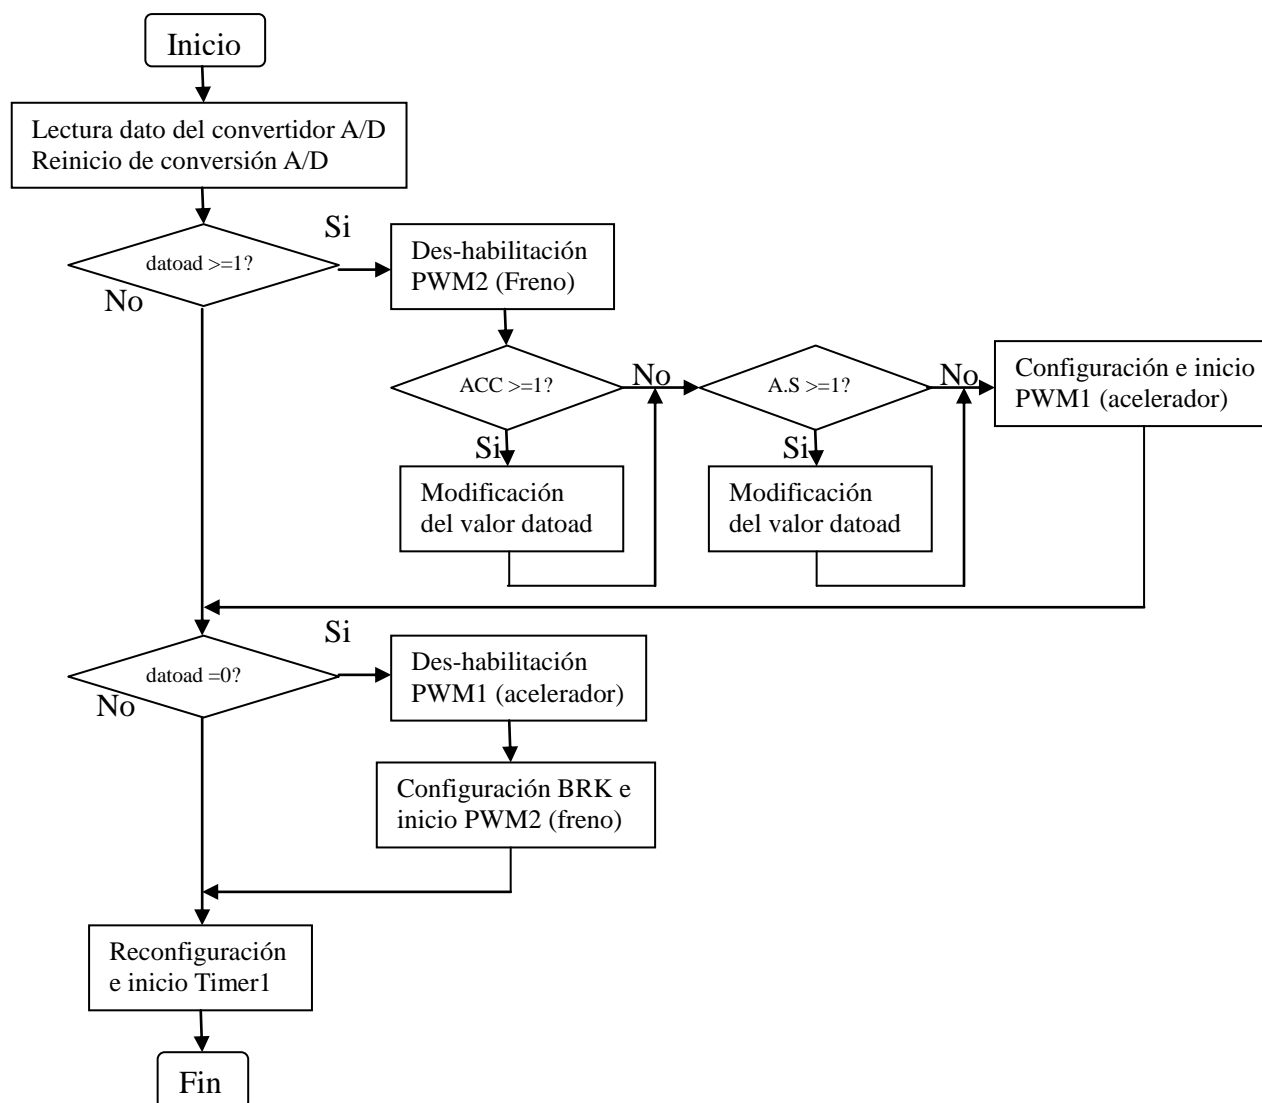 Inicio
Lectura dato del convertidor A/D
Reinicio de conversión A/D
datoad >=1?
Si
No
Des-habilitación
PWM2 (Freno)
ACC >=1?
No
Si
Modificación
del valor datoad
A.S >=1?
No
Si
Modificación
del valor datoad
Configuración e inicio
PWM1 (acelerador)
datoad =0?
Si
No
Des-habilitación
PWM1 (acelerador)
Configuración BRK e
inicio PWM2 (freno)
Reconfiguración
e inicio Timer1
Fin